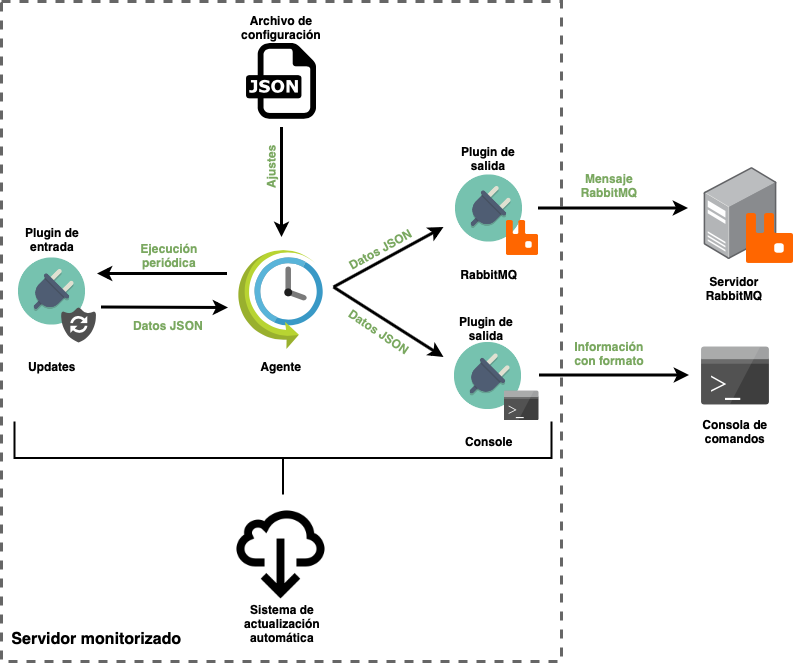 Archivo de
configuración
JSON
Ajustes
Plugin de
salida
Mensaje
RabbitMQ
Plugin de
entrada
Ejecución
periódica
Datos JSON
RabbitMQ
Servidor
RabbitMQ
Datos JSON
Datos JSON
Plugin de
salida
Updates
Agente
Información
con formato
>_
>_
Console
Consola de
comandos
Sistema de
actualización
automática
Servidor monitorizado